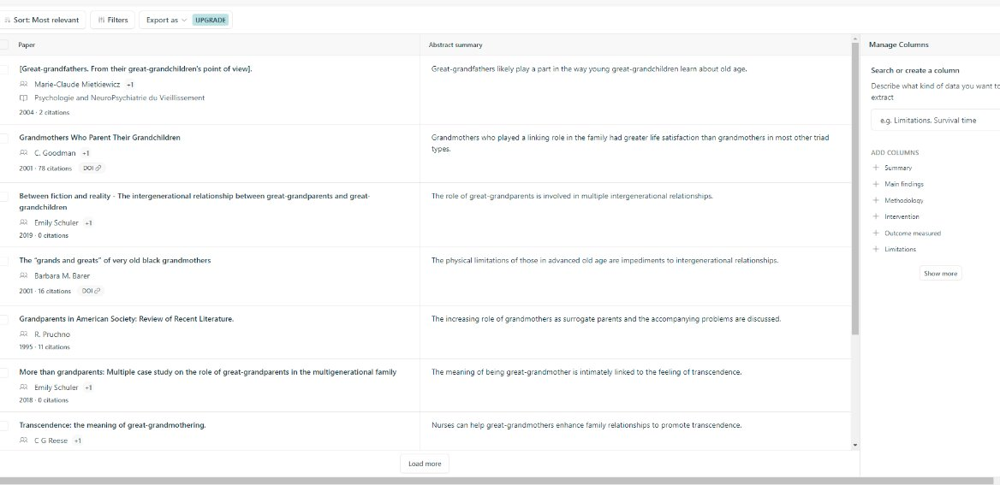 Sort: Most relevant
Filters
Export as
UPGRADE
Paper
Abstract summary
[Great-grandfathers. From their great-grandchildren's point of view].
Marie-Claude Mietkiewicz +1
Psychologie and NeuroPsychiatrie du Vieillissement
2004 · 2 citations
Great-grandfathers likely play a part in the way young great-grandchildren learn about old age.
Grandmothers Who Parent Their Grandchildren
C. Goodman +1
2001 · 78 citations DOI
Grandmothers who played a linking role in the family had greater life satisfaction than grandmothers in most other triad
types.
Between fiction and reality - The intergenerational relationship between great-grandparents and great-
grandchildren
Emily Schuler +1
2019 · 0 citations
The role of great-grandparents is involved in multiple intergenerational relationships.
The “grands and greats” of very old black grandmothers
Barbara M. Barer
2001 · 16 citations DOI
The physical limitations of those in advanced old age are impediments to intergenerational relationships.
Grandparents in American Society: Review of Recent Literature.
R. Pruchno
1995 · 11 citations
The increasing role of grandmothers as surrogate parents and the accompanying problems are discussed.
More than grandparents: Multiple case study on the role of great-grandparents in the multigenerational family
Emily Schuler +1
2018 · 0 citations
The meaning of being great-grandmother is intimately linked to the feeling of transcendence.
Transcendence: the meaning of great-grandmothering.
C G Reese +1
Nurses can help great-grandmothers enhance family relationships to promote transcendence.
Load more
Manage Columns
Search or create a column
Describe what kind of data you want to
extract
e.g. Limitations, Survival time
ADD COLUMNS
+ Summary
+ Main findings
+ Methodology
+ Intervention
+ Outcome measured
+ Limitations
Show more